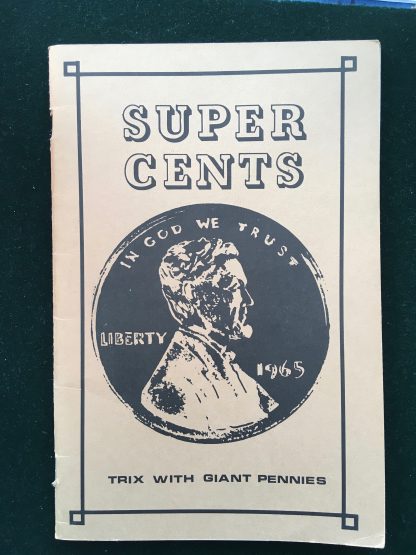 SUPER
CENTS
IN GOD WE TRUST
LIBERTY
1965
TRIX WITH GIANT PENNIES